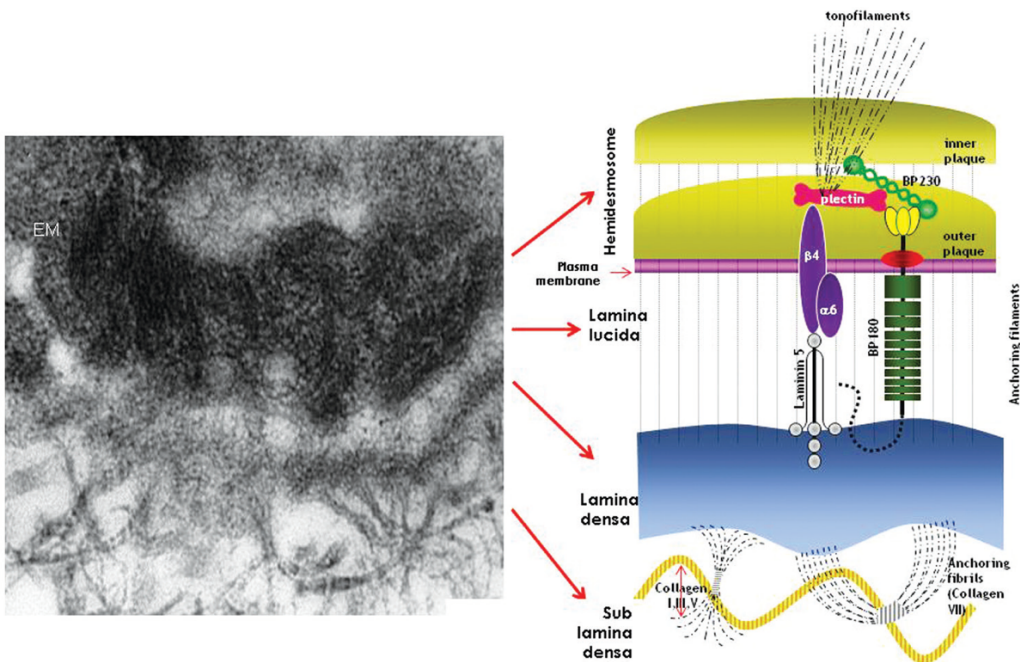 tonofilaments
EM
Hemidesmosome
inner
plaque
BP 230
plectin
outer
plaque
β4
Plasma
membrane
α6
Lamina
lucida
BP 180
Laminin 5
Anchoring filaments
Lamina
densa
Collagen
I.III.V
Anchoring
fibrils
(Collagen
VII)
Sub
lamina
densa